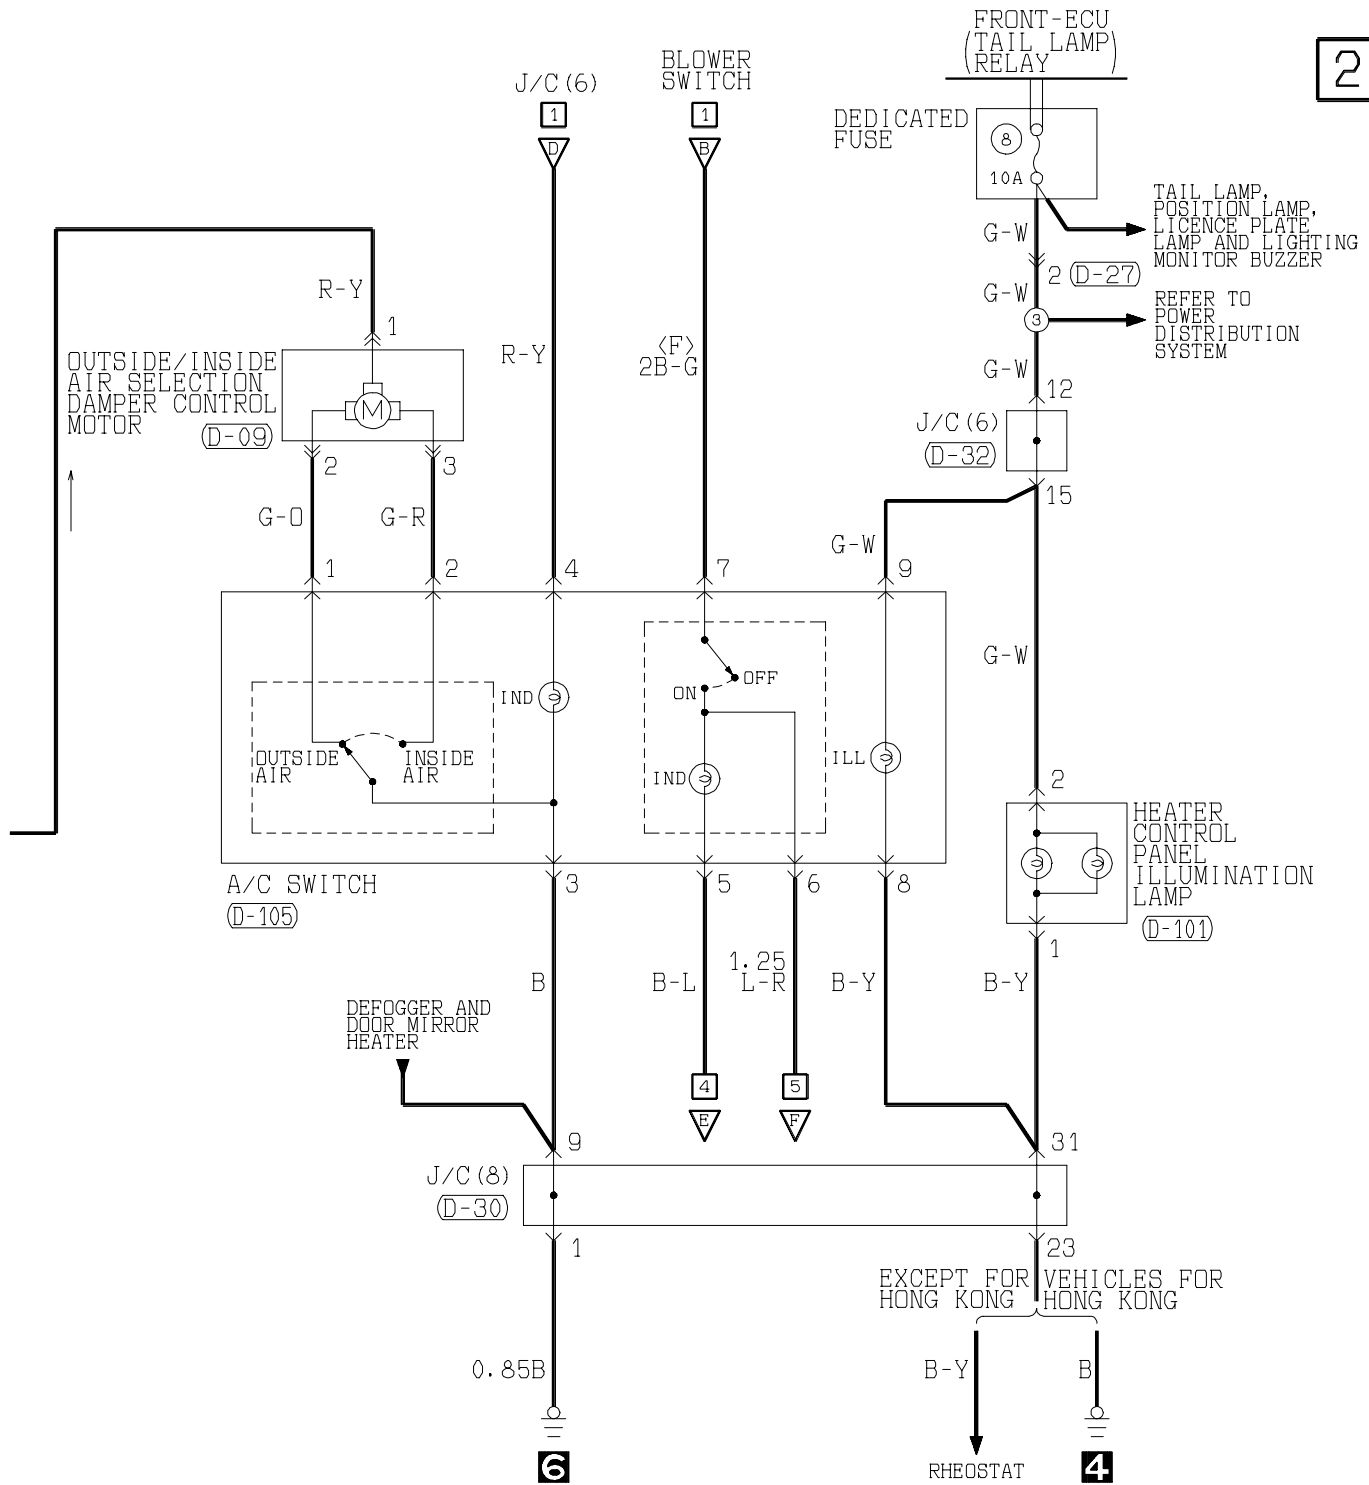 FRONT-ECU
(TAIL LAMP)
RELAY
2
J/C(6)
1
D
BLOWER
SWITCH
1
B
DEDICATED
FUSE
8
10A
TAIL LAMP,
POSITION LAMP,
LICENCE PLATE
LAMP AND LIGHTING
MONITOR BUZZER
G-W
2
(D-27)
G-W
3
REFER TO
POWER
DISTRIBUTION
SYSTEM
R-Y
1
OUTSIDE/INSIDE
AIR SELECTION
DAMPER CONTROL
MOTOR
(D-09)
M
2
3
R-Y
<F>
2B-G
G-W
12
J/C(6)
(D-32)
15
G-O
G-R
G-W
1
2
4
7
9
G-W
OUTSIDE
AIR
INSIDE
AIR
IND
ON
OFF
IND
ILL
2
HEATER
CONTROL
PANEL
ILLUMINATION
LAMP
(D-101)
1
A/C SWITCH
(D-105)
3
5
6
8
B
B-L
1.25
L-R
B-Y
B-Y
DEFOGGER AND
DOOR MIRROR
HEATER
4
E
5
F
9
31
J/C(8)
(D-30)
1
23
EXCEPT FOR
HONG KONG
VEHICLES FOR
HONG KONG
0.85B
B-Y
B
6
RHEOSTAT
4